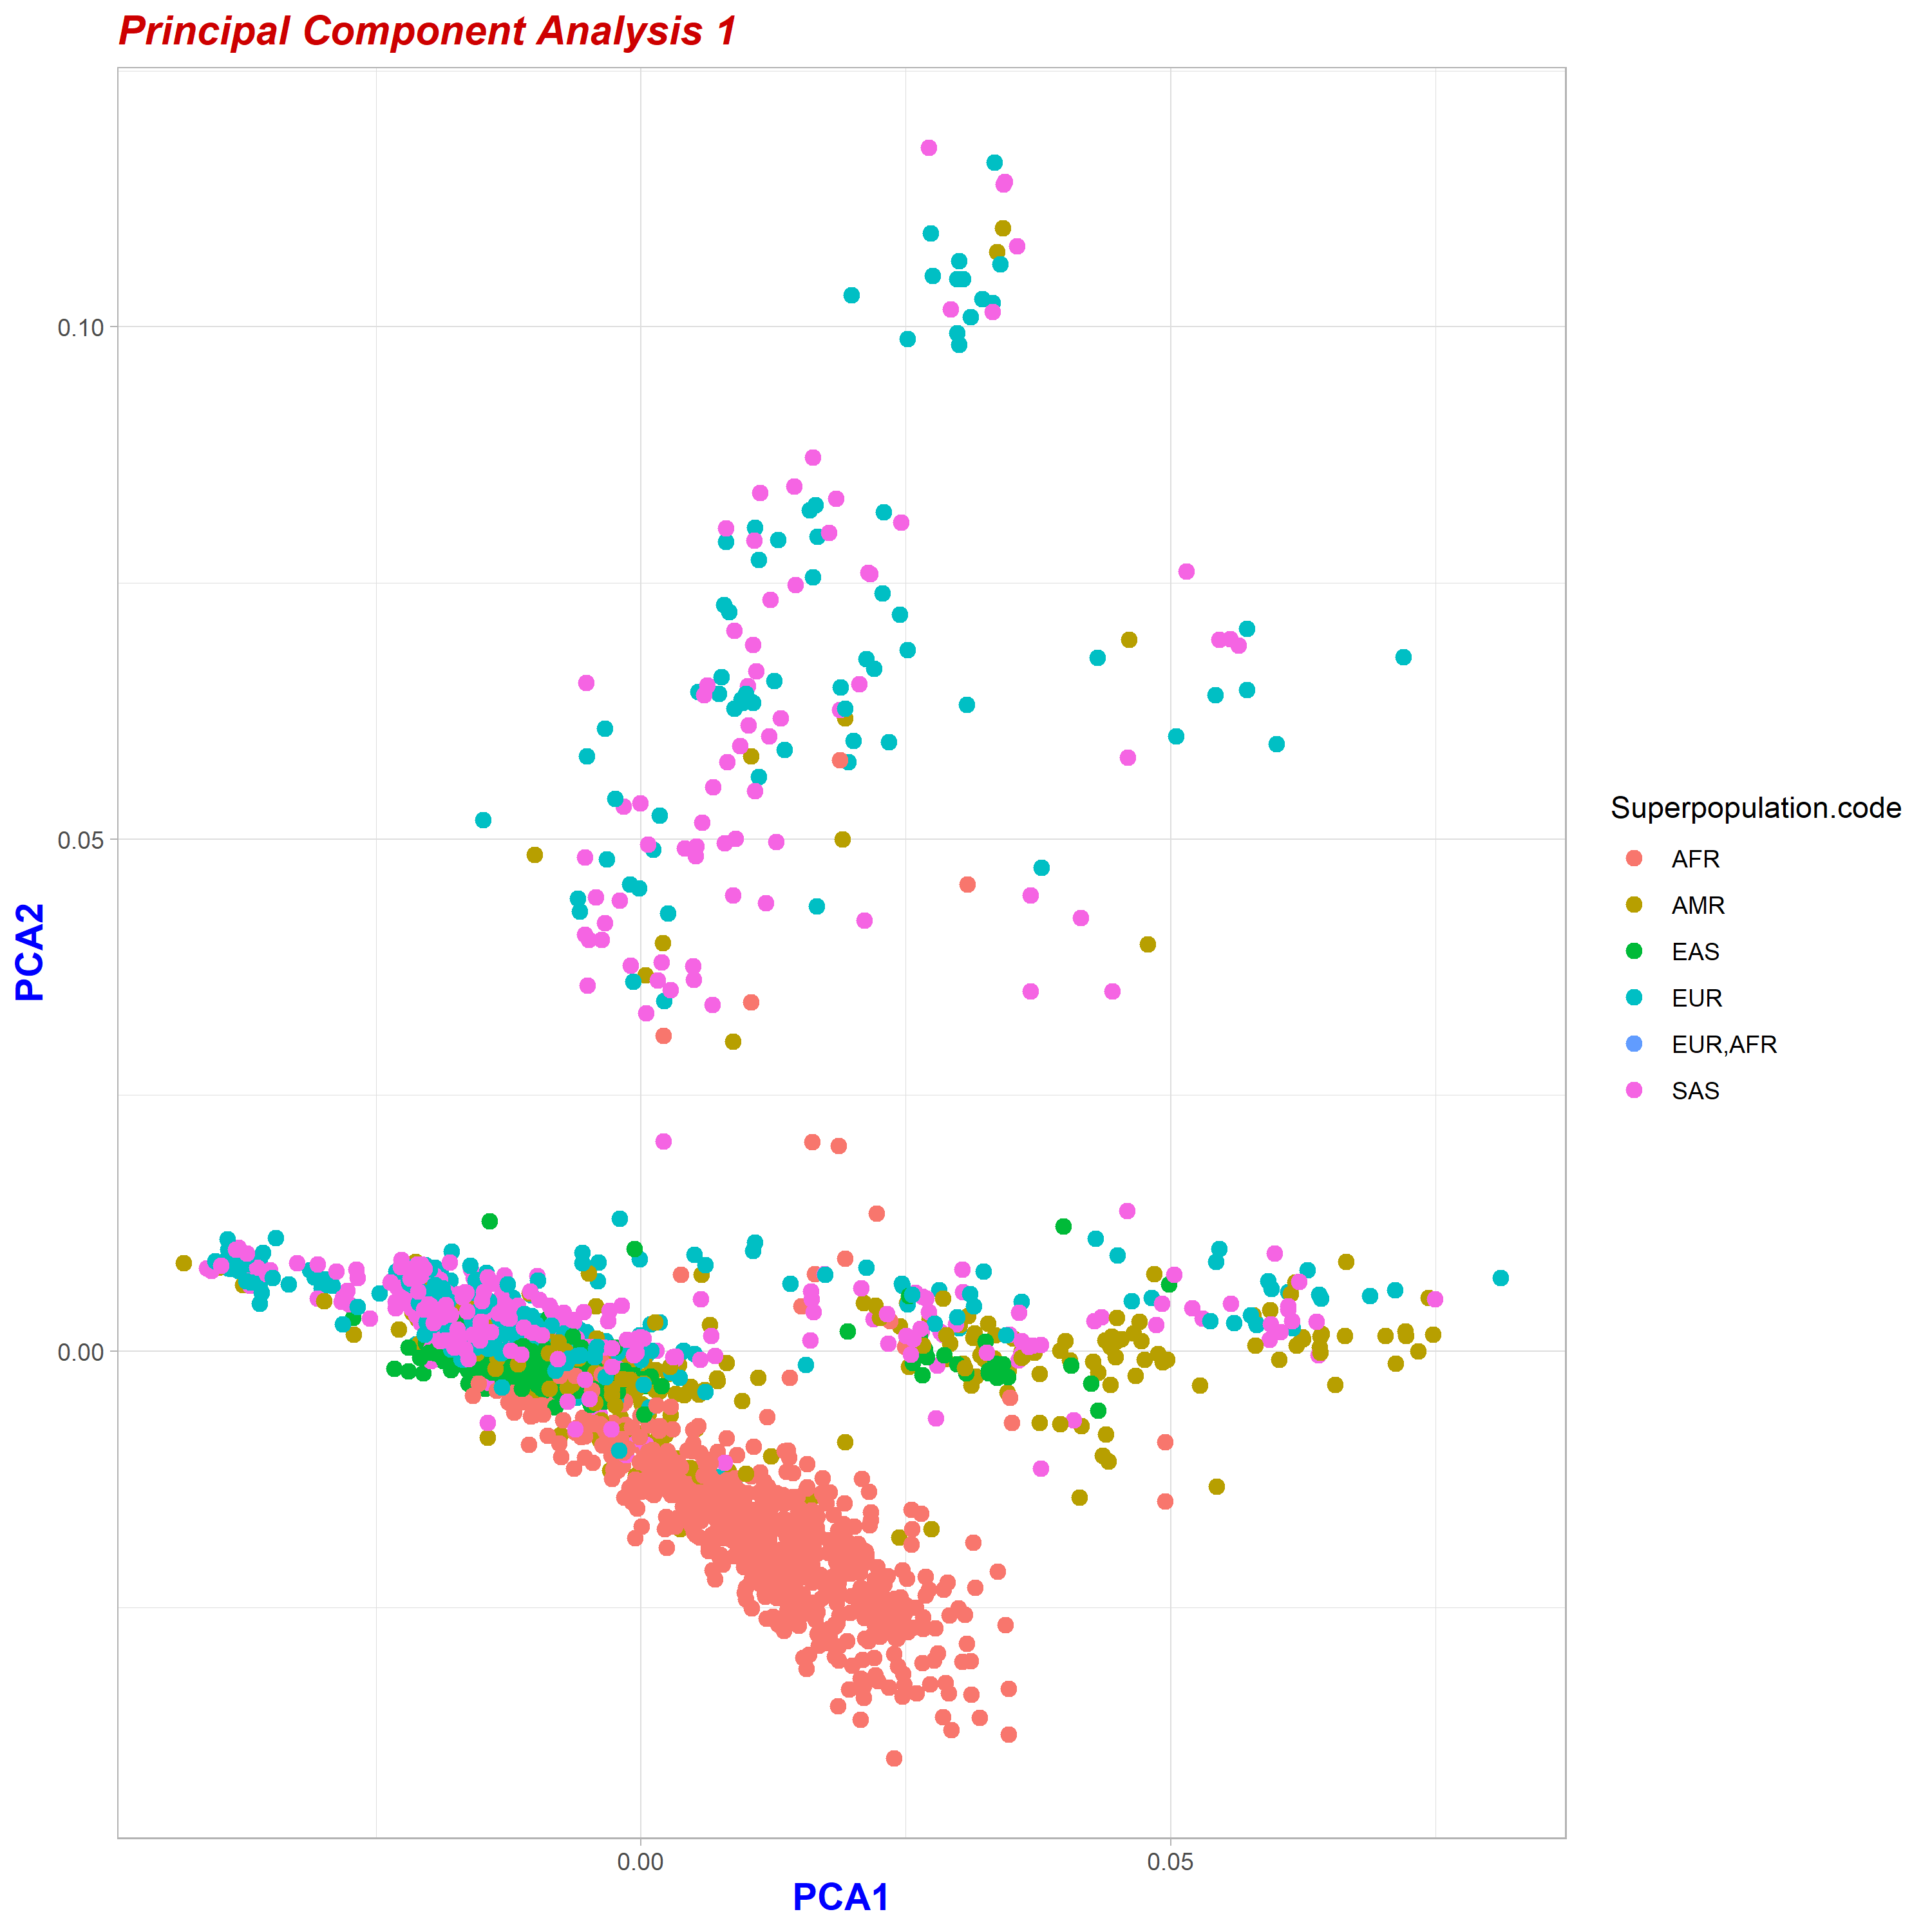 Principal Component Analysis 1
0.10
0.05
0.00
PCA2
0.00
0.05
PCA1
Superpopulation.code
AFR
AMR
EAS
EUR
EUR,AFR
SAS